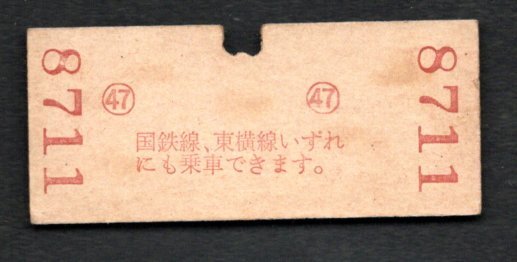 8711
㊼ ㊼
国鉄線、東横線いずれ
にも乗車できます。
8711